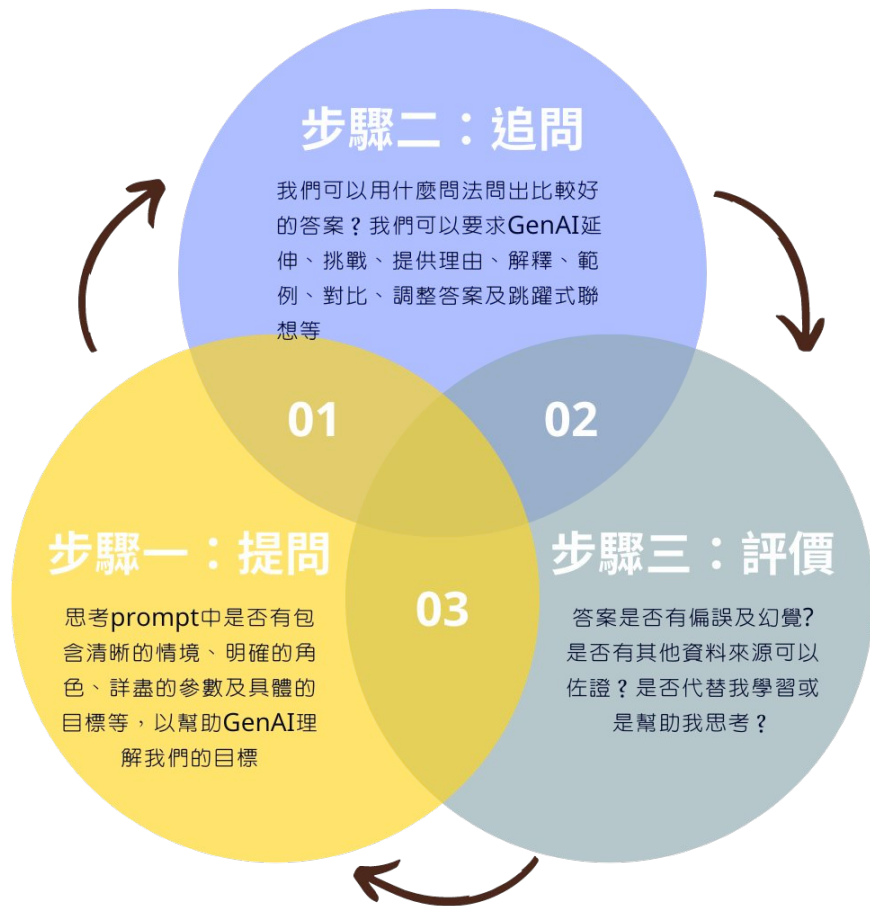 步驟二：追問
我們可以用什麼問法問出比較好
的答案？我們可以要求GenAI延
伸、挑戰、提供理由、解釋、範
例、對比、調整答案及跳躍式聯
想等
01
02
步驟一：提問
思考prompt中是否有包
含清晰的情境、明確的角
色、詳盡的參數及具體的
目標等，以幫助GenAI理
解我們的目標
03
步驟三：評價
答案是否有偏誤及幻覺?
是否有其他資料來源可以
佐證？是否代替我學習或
是幫助我思考？